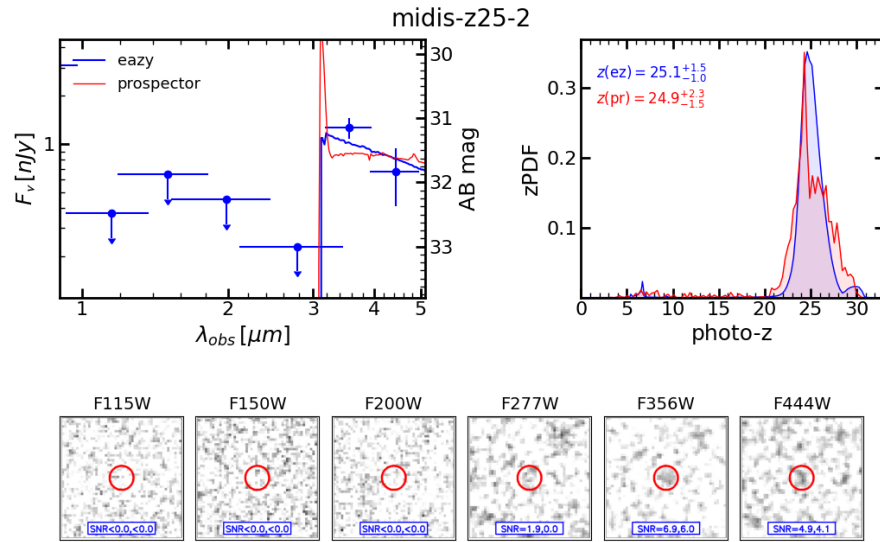 midis-z25-2
eazy
prospector
F_ν [nJy]
1
AB mag
30
31
32
33
1 2 3 4 5
λ_obs [μm]
z(ez) = 25.1^{+1.5}_{-1.0}
z(pr) = 24.9^{+2.3}_{-1.5}
zPDF
0.3
0.2
0.1
0 5 10 15 20 25 30
photo-z
F115W F150W F200W F277W F356W F444W
SNR<0.0,<0.0 SNR<0.0,<0.0 SNR<0.0,<0.0 SNR=1.9,0.0 SNR=6.9,6.0 SNR=4.9,4.1